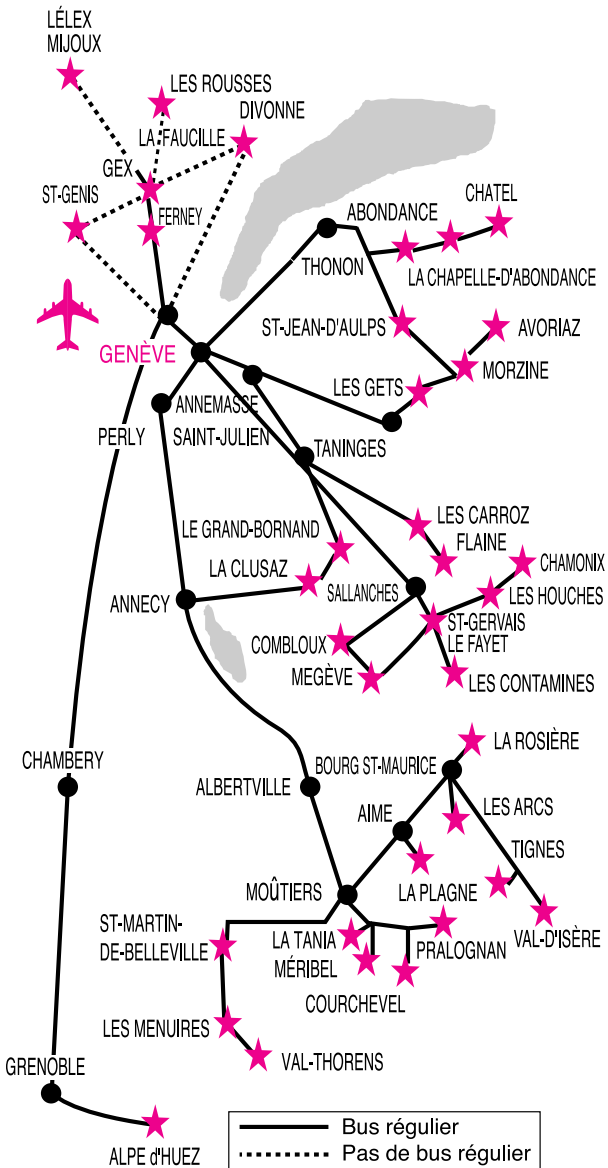 LÉLEX
MIJOUX
LES ROUSSES
DIVONNE
LA FAUCILLE
GEX
ST-GENIS
FERNEY
CHATEL
ABONDANCE
THONON
LA CHAPELLE-D'ABONDANCE
ST-JEAN-D'AULPS
AVORIAZ
GENÈVE
MORZINE
LES GETS
ANNEMASSE
PERLY
SAINT-JULIEN
TANINGES
LES CARROZ
LE GRAND-BORNAND
FLAINE
CHAMONIX
LA CLUSAZ
SALLANCHES
LES HOUCHES
ANNECY
ST-GERVAIS
LE FAYET
COMBLOUX
MEGÈVE
LES CONTAMINES
LA ROSIÈRE
CHAMBERY
BOURG ST-MAURICE
ALBERTVILLE
LES ARCS
AIME
TIGNES
MOÛTIERS
LA PLAGNE
ST-MARTIN-
DE-BELLEVILLE
LA TANIA
MÉRIBEL
PRALOGNAN
VAL-D'ISÈRE
COURCHEVEL
LES MENUIRES
VAL-THORENS
GRENOBLE
ALPE d'HUEZ
Bus régulier
Pas de bus régulier